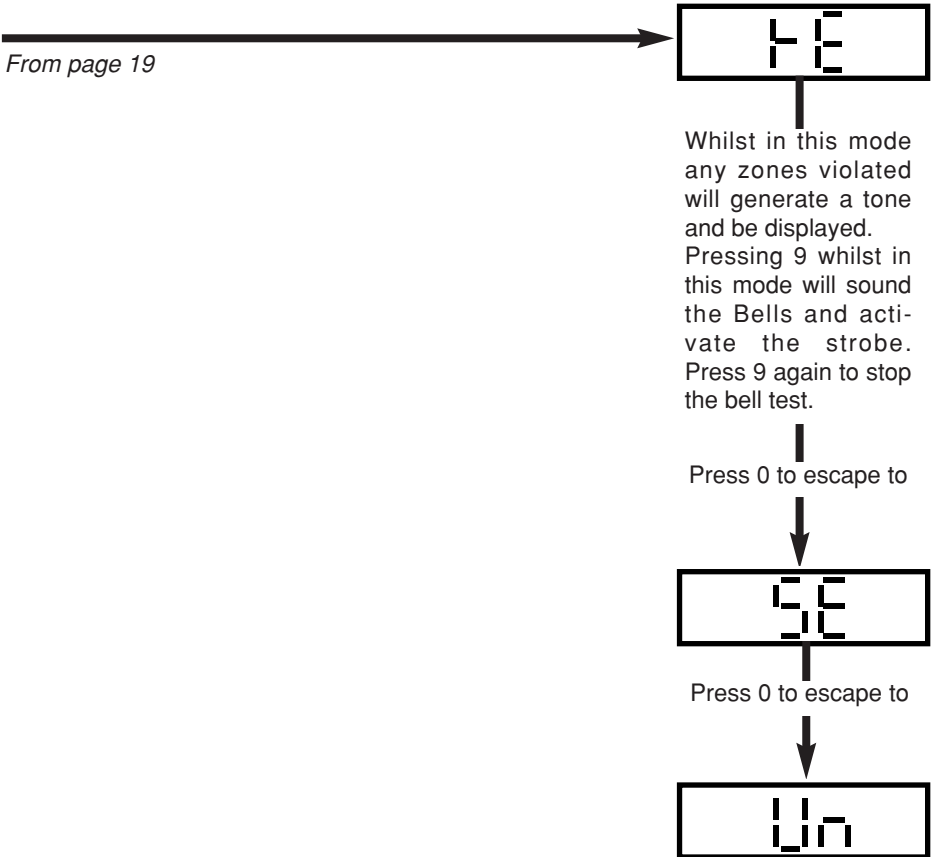 tE
From page 19
Whilst in this mode
any zones violated
will generate a tone
and be displayed.
Pressing 9 whilst in
this mode will sound
the Bells and acti-
vate the strobe.
Press 9 again to stop
the bell test.
Press 0 to escape to
SE
Press 0 to escape to
Un